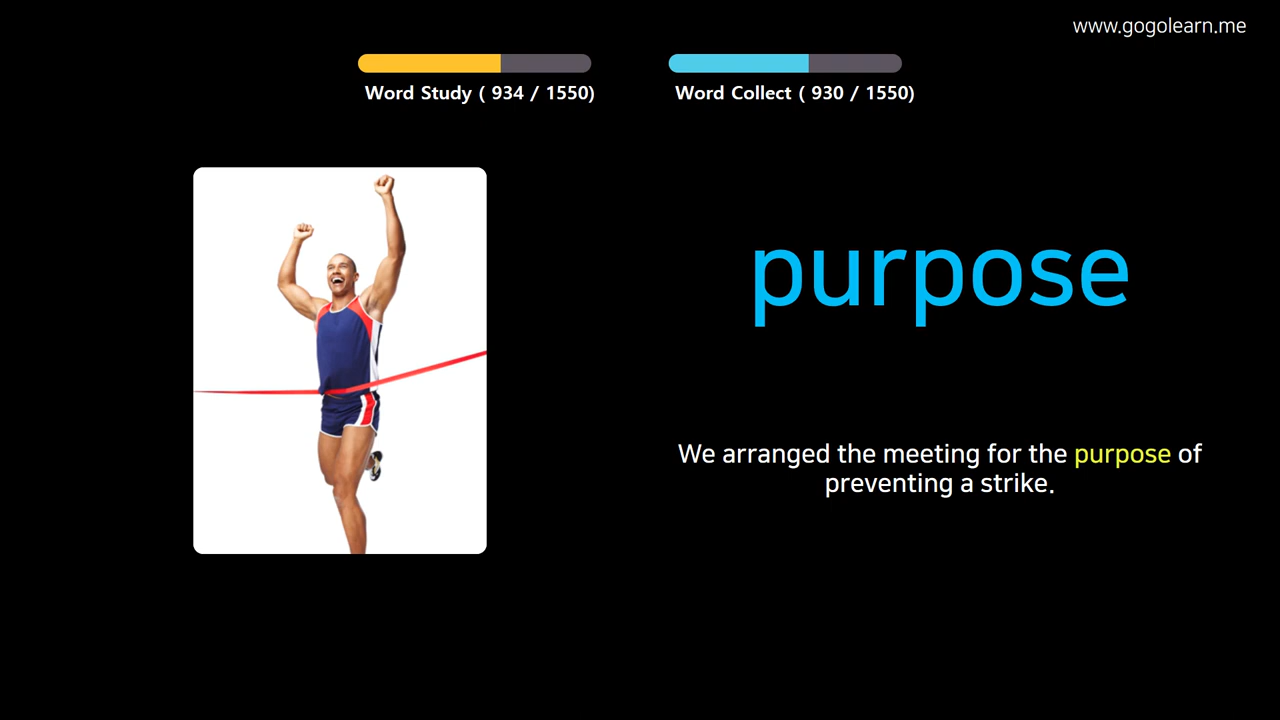 www.gogolearn.me
Word Study ( 934 / 1550)
Word Collect ( 930 / 1550)
purpose
We arranged the meeting for the purpose of
preventing a strike.